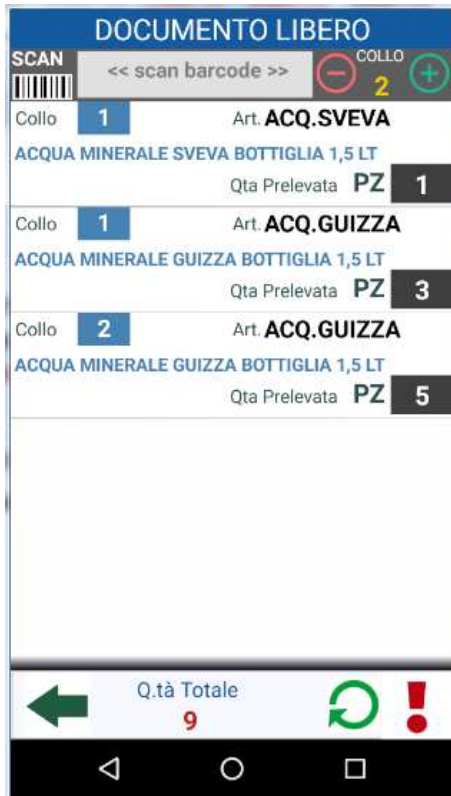 DOCUMENTO LIBERO
SCAN << scan barcode >> COLLO
2
Collo 1 Art. ACQ.SVEVA
ACQUA MINERALE SVEVA BOTTIGLIA 1,5 LT
Qta Prelevata PZ 1
Collo 1 Art. ACQ.GUIZZA
ACQUA MINERALE GUIZZA BOTTIGLIA 1,5 LT
Qta Prelevata PZ 3
Collo 2 Art. ACQ.GUIZZA
ACQUA MINERALE GUIZZA BOTTIGLIA 1,5 LT
Qta Prelevata PZ 5
Q.tà Totale
9